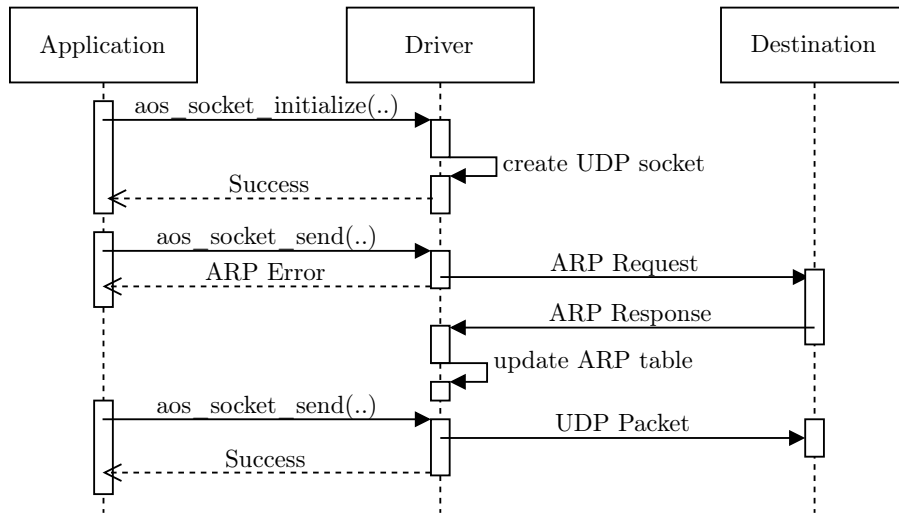 Application
Driver
Destination
aos_socket_initialize(..)
create UDP socket
Success
aos_socket_send(..)
ARP Request
ARP Error
ARP Response
update ARP table
aos_socket_send(..)
UDP Packet
Success